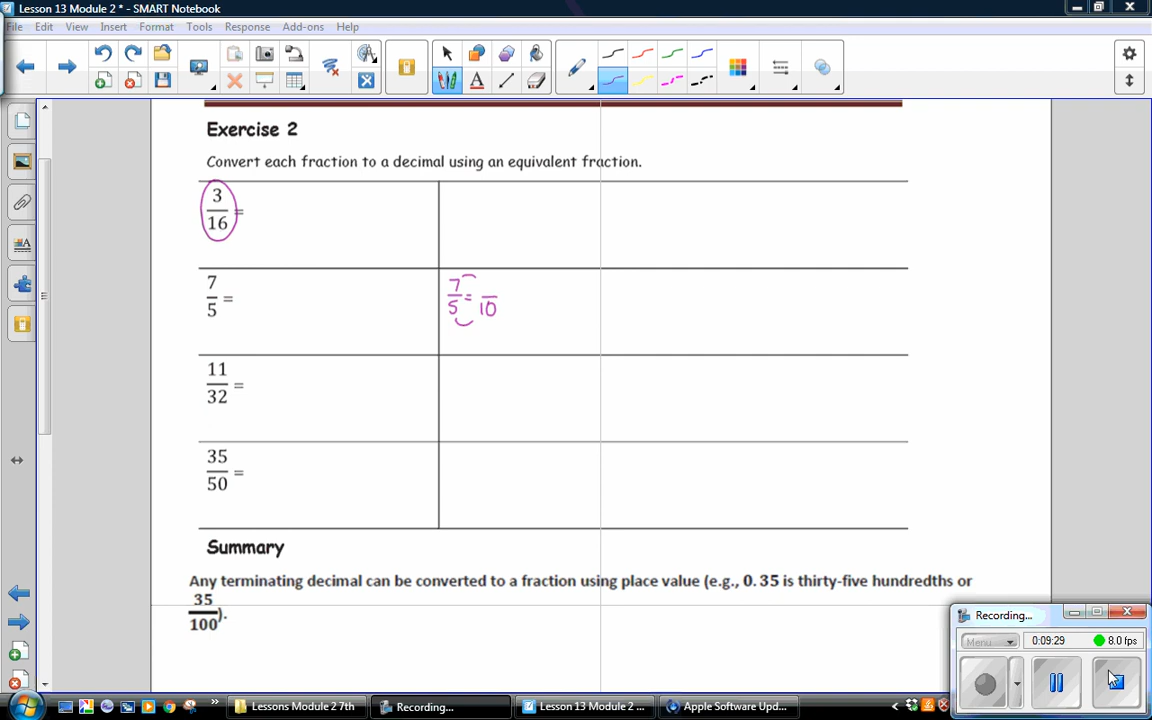 Lesson 13 Module 2 * - SMART Notebook
File Edit View Insert Format Tools Add-ons Response Help
Exercise 2
Convert each fraction to a decimal using an equivalent fraction.
3
16
=
7
5
=
7
5
=
10
11
32
=
35
50
=
Summary
Any terminating decimal can be converted to a fraction using place value (e.g., 0.35 is thirty-five hundredths or
35
100
).
Recording...
Menu
0:09:29
8.0 fps
Lessons Module 2 7th
Recording...
Lesson 13 Module 2 ...
Apple Software Upd...